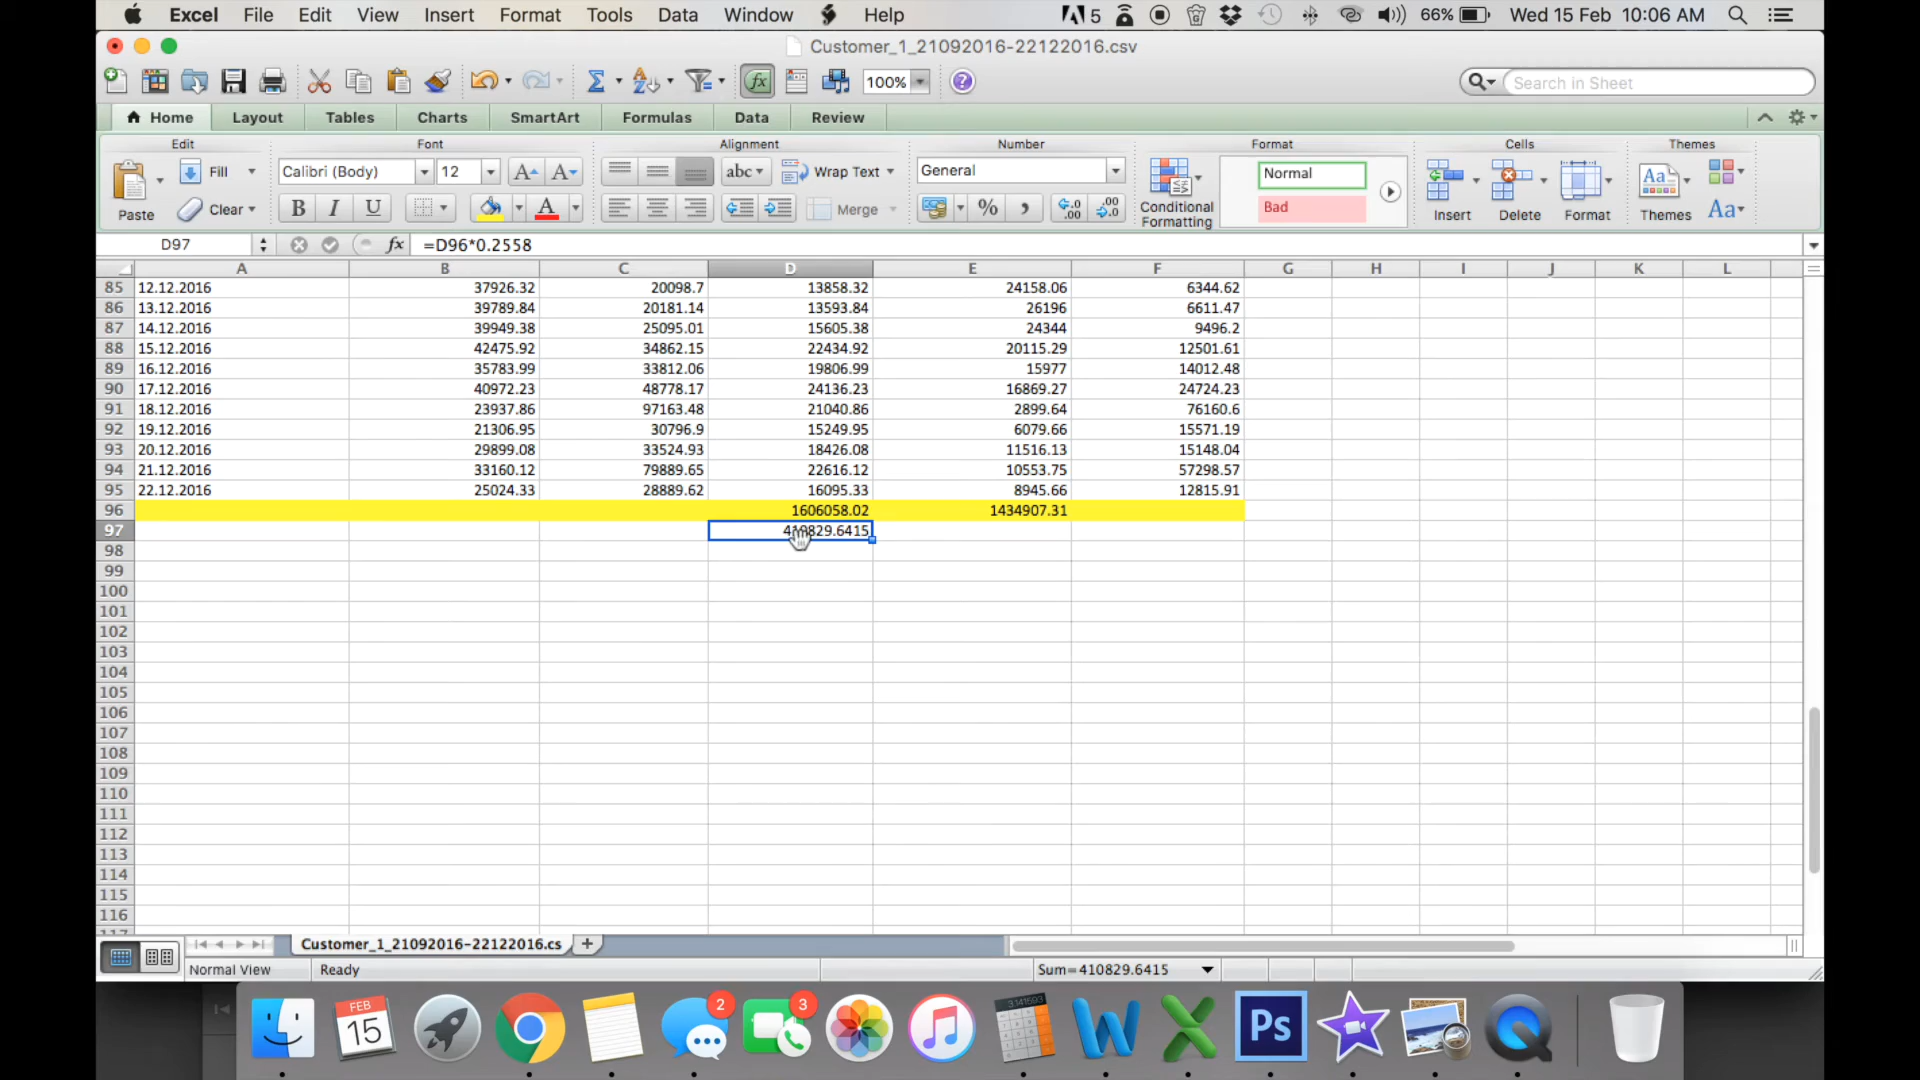 Excel File Edit View Insert Format Tools Data Window Help 5 66% Wed 15 Feb 10:06 AM
Customer_1_21092016-22122016.csv
fx 100% Search in Sheet
Home Layout Tables Charts SmartArt Formulas Data Review
Edit Font Alignment Number Format Cells Themes
Fill Calibri (Body) 12 A A abc Wrap Text General Normal Aa
Paste Clear B I U A Merge % , .0 .00 .00 .0 Conditional Formatting Bad Insert Delete Format Themes Aa
D97 fx =D96*0.2558
A B C D E F G H I J K L
85 12.12.2016 37926.32 20098.7 13858.32 24158.06 6344.62
86 13.12.2016 39789.84 20181.14 13593.84 26196 6611.47
87 14.12.2016 39949.38 25095.01 15605.38 24344 9496.2
88 15.12.2016 42475.92 34862.15 22434.92 20115.29 12501.61
89 16.12.2016 35783.99 33812.06 19806.99 15977 14012.48
90 17.12.2016 40972.23 48778.17 24136.23 16869.27 24724.23
91 18.12.2016 23937.86 97163.48 21040.86 2899.64 76160.6
92 19.12.2016 21306.95 30796.9 15249.95 6079.66 15571.19
93 20.12.2016 29899.08 33524.93 18426.08 11516.13 15148.04
94 21.12.2016 33160.12 79889.65 22616.12 10553.75 57298.57
95 22.12.2016 25024.33 28889.62 16095.33 8945.66 12815.91
96 1606058.02 1434907.31
97 410829.6415
98
99
100
101
102
103
104
105
106
107
108
109
110
111
112
113
114
115
116
Customer_1_21092016-22122016.cs
Normal View Ready Sum=410829.6415
FEB 15 2 3 3.141593 W X Ps